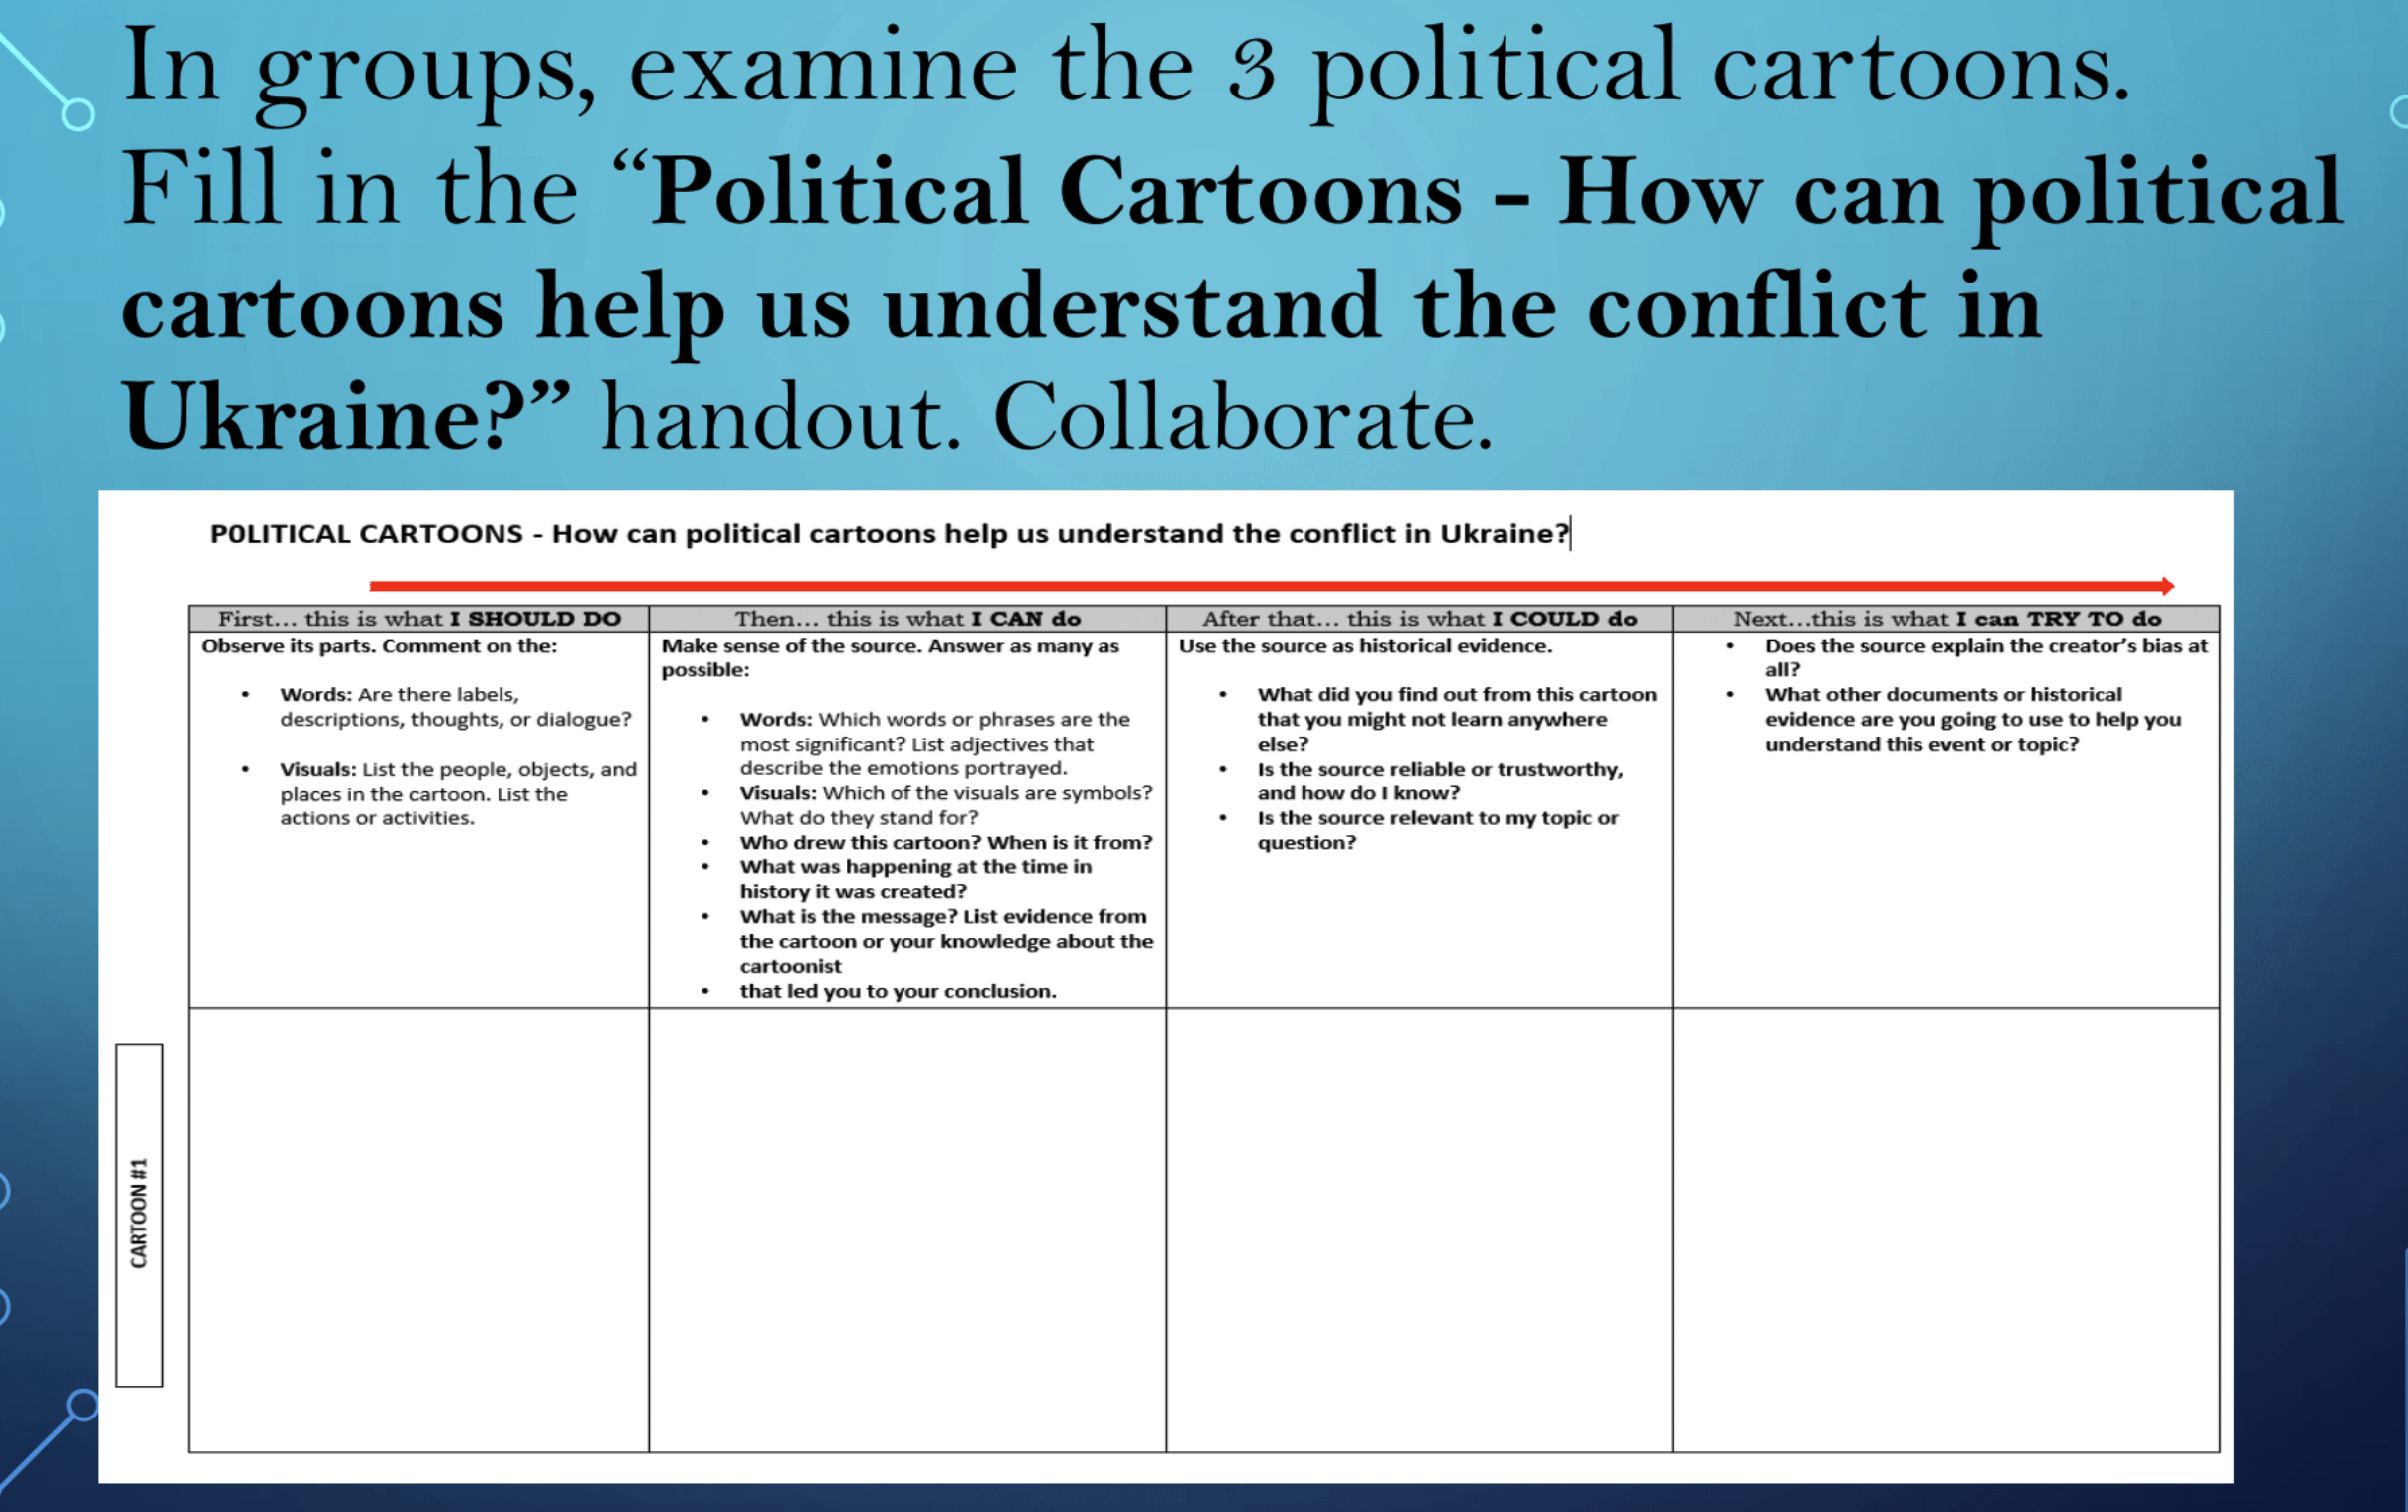 In groups, examine the 3 political cartoons.
Fill in the “Political Cartoons - How can political
cartoons help us understand the conflict in
Ukraine?” handout. Collaborate.
P0LITICAL CARTOONS - How can political cartoons help us understand the conflict in Ukraine?
First... this is what I SHOULD DO
Observe its parts. Comment on the:
• Words: Are there labels,
descriptions, thoughts, or dialogue?
• Visuals: List the people, objects, and
places in the cartoon. List the
actions or activities.
Then... this is what I CAN do
Make sense of the source. Answer as many as
possible:
• Words: Which words or phrases are the
most significant? List adjectives that
describe the emotions portrayed.
• Visuals: Which of the visuals are symbols?
What do they stand for?
• Who drew this cartoon? When is it from?
• What was happening at the time in
history it was created?
• What is the message? List evidence from
the cartoon or your knowledge about the
cartoonist
• that led you to your conclusion.
After that... this is what I COULD do
Use the source as historical evidence.
• What did you find out from this cartoon
that you might not learn anywhere
else?
• Is the source reliable or trustworthy,
and how do I know?
• Is the source relevant to my topic or
question?
Next...this is what I can TRY TO do
• Does the source explain the creator’s bias at
all?
• What other documents or historical
evidence are you going to use to help you
understand this event or topic?
CARTOON #1